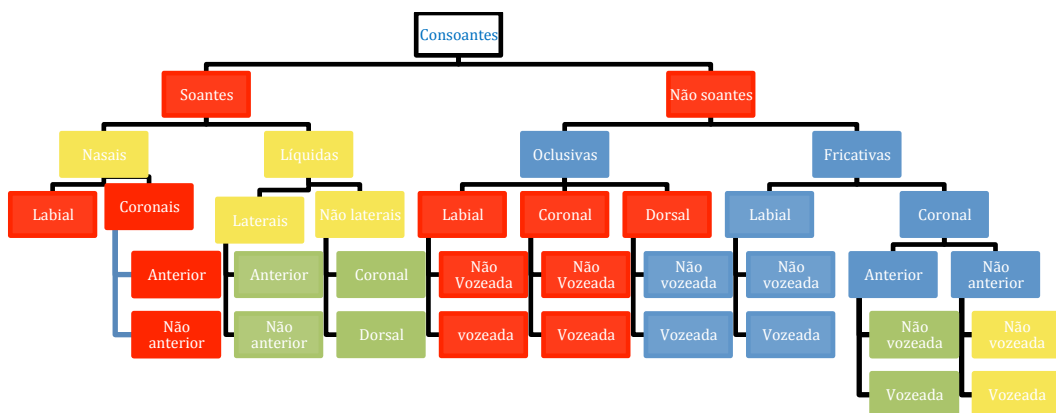 Consoantes
Soantes
Não soantes
Nasais
Líquidas
Oclusivas
Fricativas
Labial
Coronais
Laterais
Não laterais
Labial
Coronal
Dorsal
Labial
Coronal
Anterior
Anterior
Coronal
Não
Vozeada
Não
Vozeada
Não
vozeada
Não
vozeada
Anterior
Não
anterior
Não
anterior
Não
anterior
Dorsal
vozeada
Vozeada
Vozeada
Vozeada
Não
vozeada
Não
vozeada
Vozeada
Vozeada